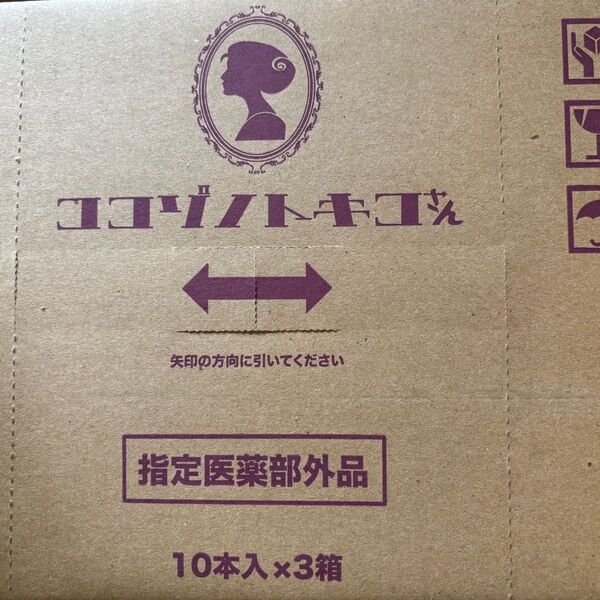 ココゾノトキコさん
矢印の方向に引いてください
指定医薬部外品
10本入×3箱